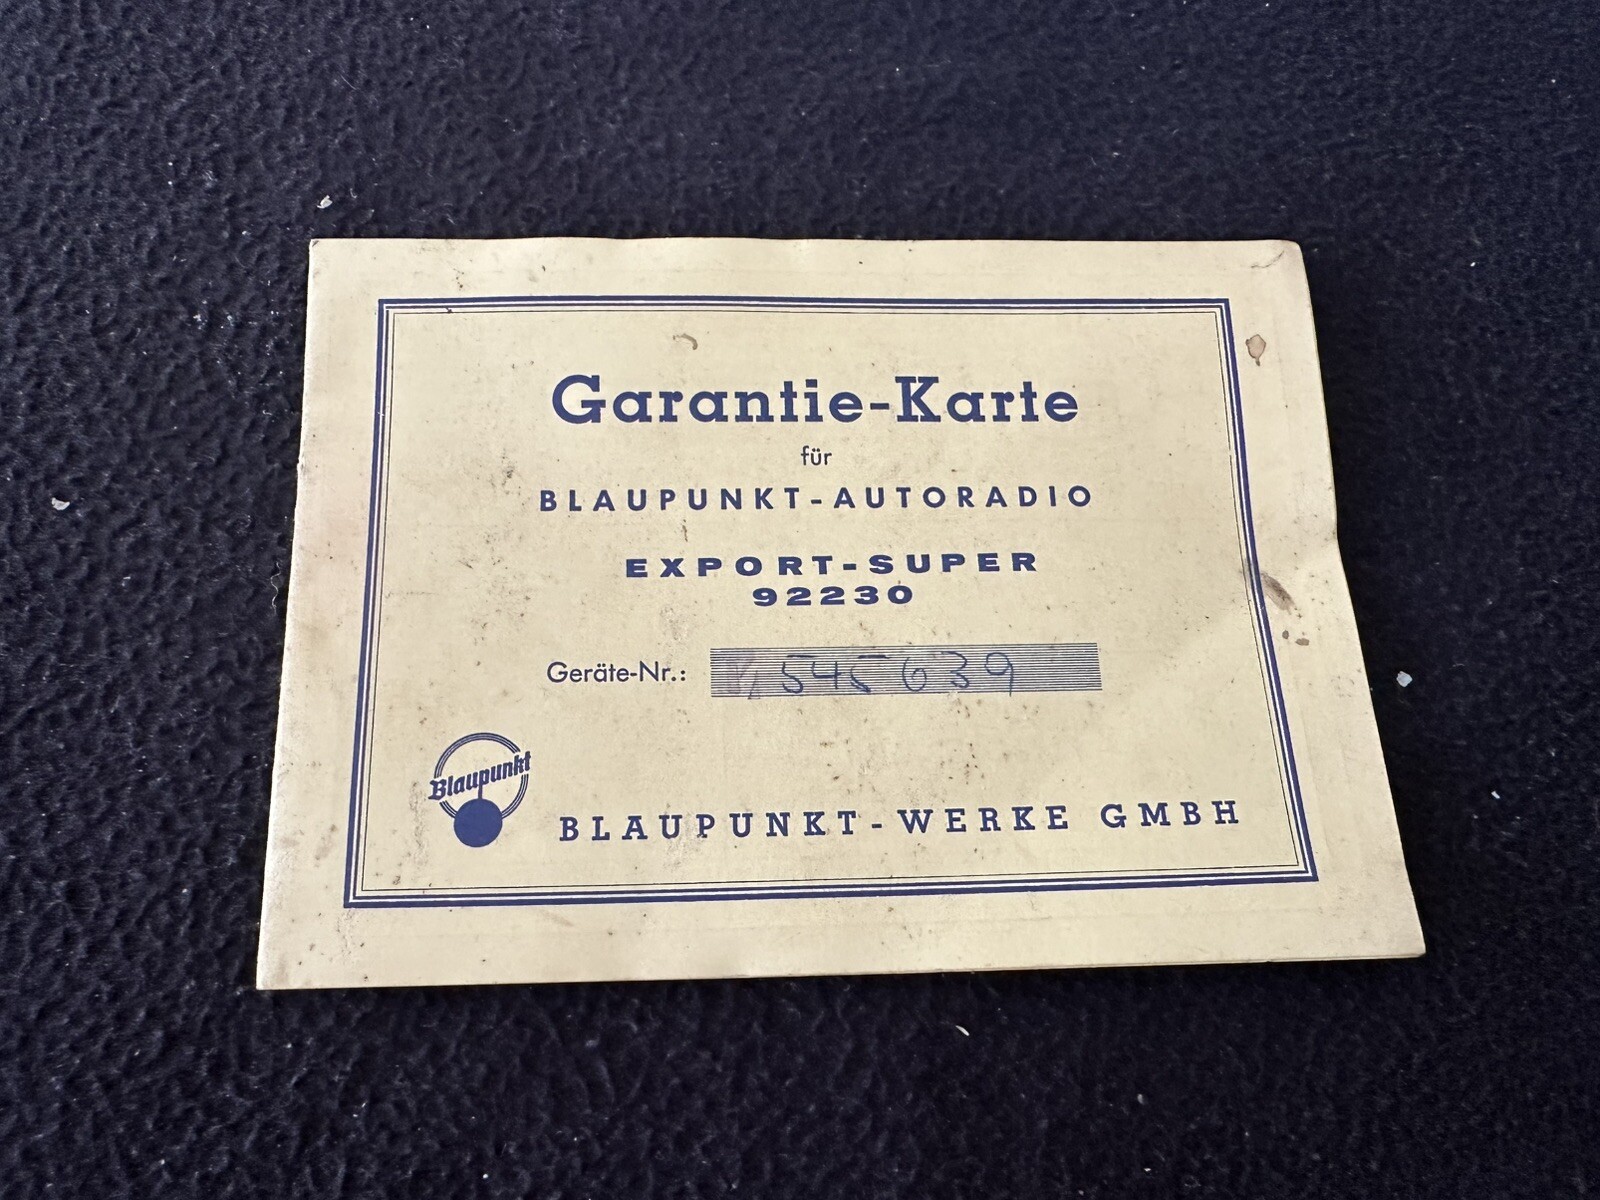 Garantie-Karte
für
BLAUPUNKT-AUTORADIO
EXPORT-SUPER
92230
Geräte-Nr.: 545639
Blaupunkt
BLAUPUNKT-WERKE GMBH